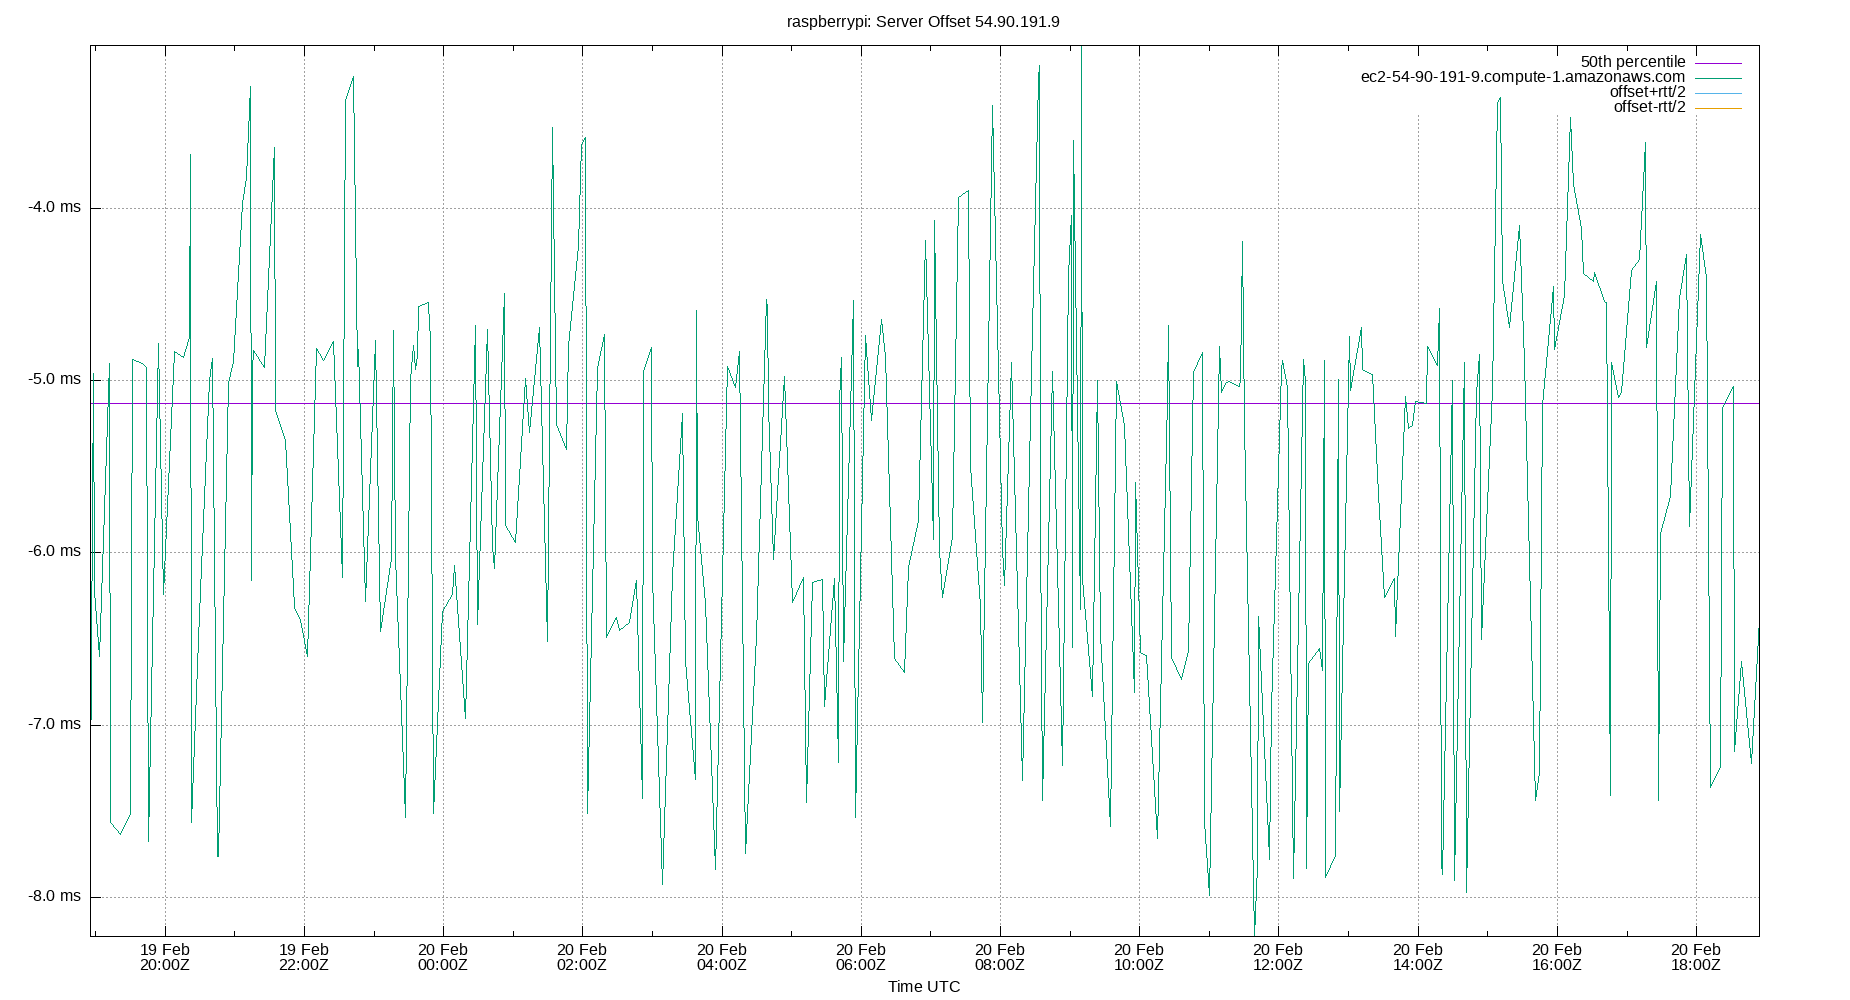 raspberrypi: Server Offset 54.90.191.9
50th percentile
ec2-54-90-191-9.compute-1.amazonaws.com
offset+rtt/2
offset-rtt/2
-4.0 ms
-5.0 ms
-6.0 ms
-7.0 ms
-8.0 ms
19 Feb 19 Feb 20 Feb 20 Feb 20 Feb 20 Feb 20 Feb 20 Feb 20 Feb 20 Feb 20 Feb 20 Feb
20:00Z 22:00Z 00:00Z 02:00Z 04:00Z 06:00Z 08:00Z 10:00Z 12:00Z 14:00Z 16:00Z 18:00Z
Time UTC